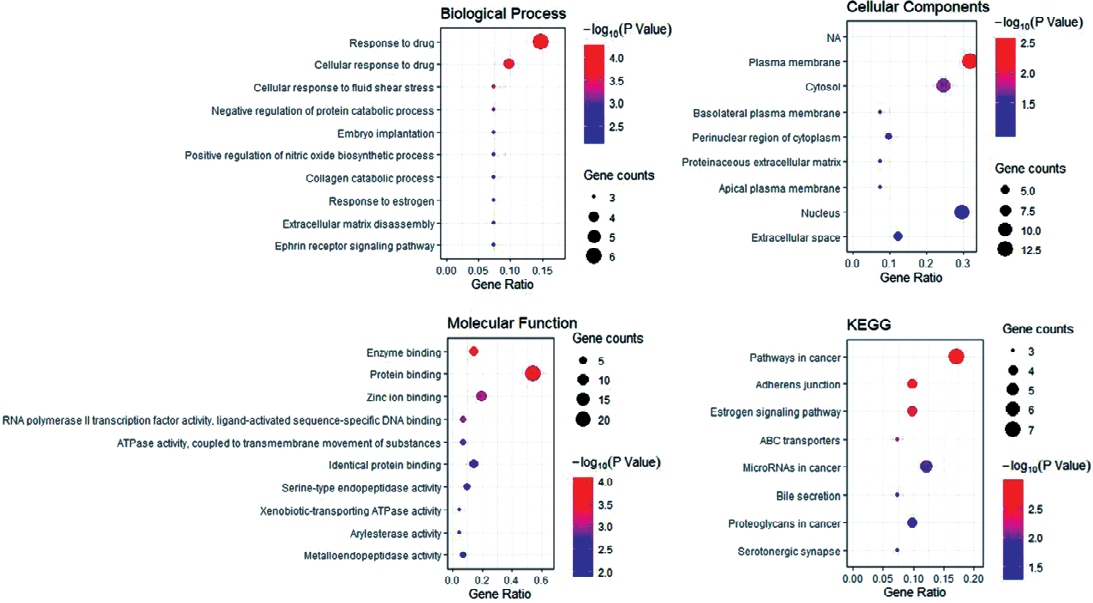 Biological Process
Response to drug
Cellular response to drug
Cellular response to fluid shear stress
Negative regulation of protein catabolic process
Embryo implantation
Positive regulation of nitric oxide biosynthetic process
Collagen catabolic process
Response to estrogen
Extracellular matrix disassembly
Ephrin receptor signaling pathway
0.00 0.05 0.10 0.15
Gene Ratio
−log10(P Value)
4.0
3.5
3.0
2.5
Gene counts
3
4
5
6
Cellular Components
NA
Plasma membrane
Cytosol
Basolateral plasma membrane
Perinuclear region of cytoplasm
Proteinaceous extracellular matrix
Apical plasma membrane
Nucleus
Extracellular space
0.0 0.1 0.2 0.3
Gene Ratio
−log10(P Value)
2.5
2.0
1.5
Gene counts
5.0
7.5
10.0
12.5
Molecular Function
Enzyme binding
Protein binding
Zinc ion binding
RNA polymerase II transcription factor activity, ligand-activated sequence-specific DNA binding
ATPase activity, coupled to transmembrane movement of substances
Identical protein binding
Serine-type endopeptidase activity
Xenobiotic-transporting ATPase activity
Arylesterase activity
Metalloendopeptidase activity
0.0 0.2 0.4 0.6
Gene Ratio
Gene counts
5
10
15
20
−log10(P Value)
4.0
3.5
3.0
2.5
2.0
KEGG
Pathways in cancer
Adherens junction
Estrogen signaling pathway
ABC transporters
MicroRNAs in cancer
Bile secretion
Proteoglycans in cancer
Serotonergic synapse
0.00 0.05 0.10 0.15 0.20
Gene Ratio
Gene counts
3
4
5
6
7
−log10(P Value)
2.5
2.0
1.5